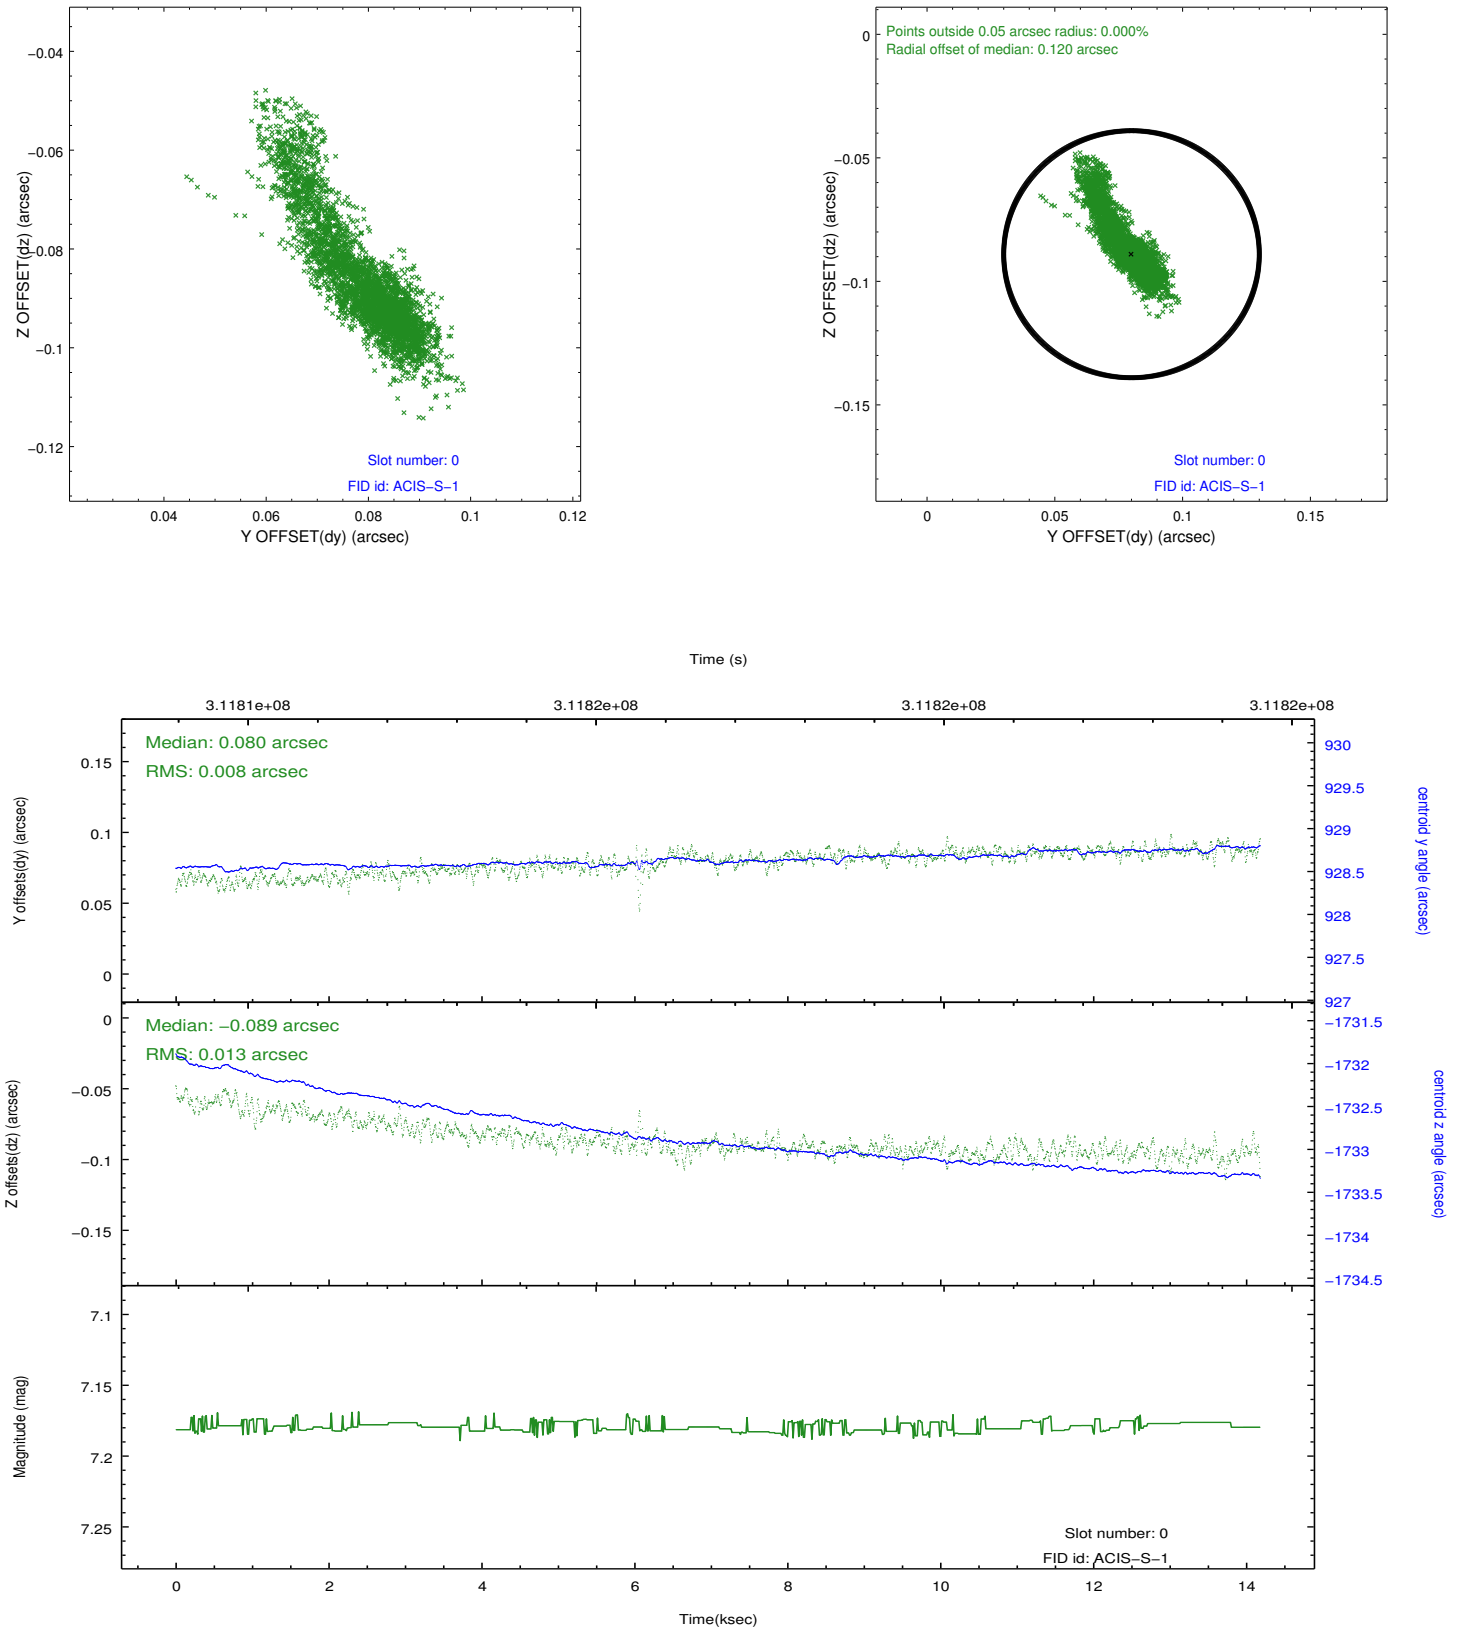 −0.04
−0.06
−0.08
−0.1
−0.12
Z OFFSET(dz) (arcsec)
Slot number: 0
FID id: ACIS−S−1
0.04 0.06 0.08 0.1 0.12
Y OFFSET(dy) (arcsec)
Points outside 0.05 arcsec radius: 0.000%
Radial offset of median: 0.120 arcsec
0
−0.05
−0.1
−0.15
Z OFFSET(dz) (arcsec)
Slot number: 0
FID id: ACIS−S−1
0 0.05 0.1 0.15
Y OFFSET(dy) (arcsec)
Time (s)
3.1181e+08 3.1182e+08 3.1182e+08 3.1182e+08
Median: 0.080 arcsec
RMS: 0.008 arcsec
0.15
0.1
0.05
0
Y offsets(dy) (arcsec)
930
929.5
929
928.5
928
927.5
927
centroid y angle (arcsec)
Median: −0.089 arcsec
RMS: 0.013 arcsec
0
−0.05
−0.1
−0.15
Z offsets(dz) (arcsec)
−1731.5
−1732
−1732.5
−1733
−1733.5
−1734
−1734.5
centroid z angle (arcsec)
7.1
7.15
7.2
7.25
Magnitude (mag)
Slot number: 0
FID id: ACIS−S−1
0 2 4 6 8 10 12 14
Time(ksec)